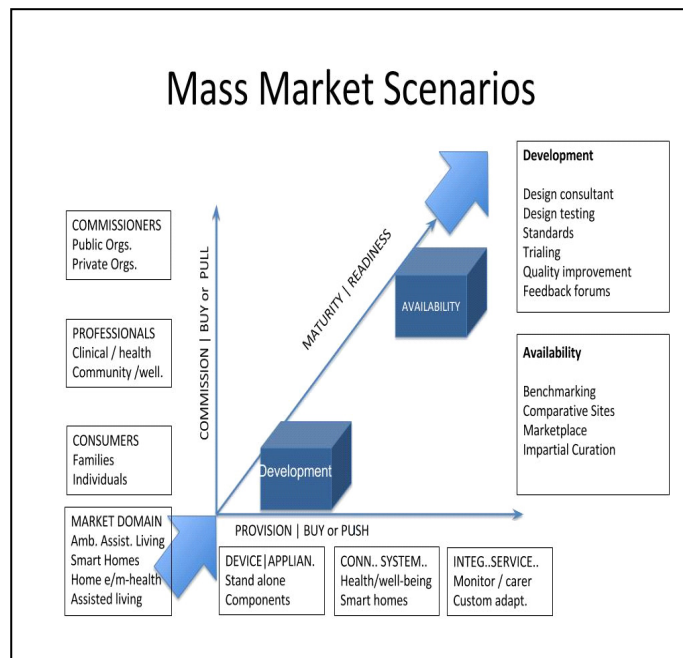 Mass Market Scenarios
COMMISSIONERS
Public Orgs.
Private Orgs.
PROFESSIONALS
Clinical / health
Community /well.
CONSUMERS
Families
Individuals
MARKET DOMAIN
Amb. Assist. Living
Smart Homes
Home e/m-health
Assisted living
COMMISSION | BUY or PULL
MATURITY | READINESS
AVAILABILITY
Development
PROVISION | BUY or PUSH
DEVICE|APPLIAN.
Stand alone
Components
CONN.. SYSTEM..
Health/well-being
Smart homes
INTEG..SERVICE..
Monitor / carer
Custom adapt.
Development
Design consultant
Design testing
Standards
Trialing
Quality improvement
Feedback forums
Availability
Benchmarking
Comparative Sites
Marketplace
Impartial Curation